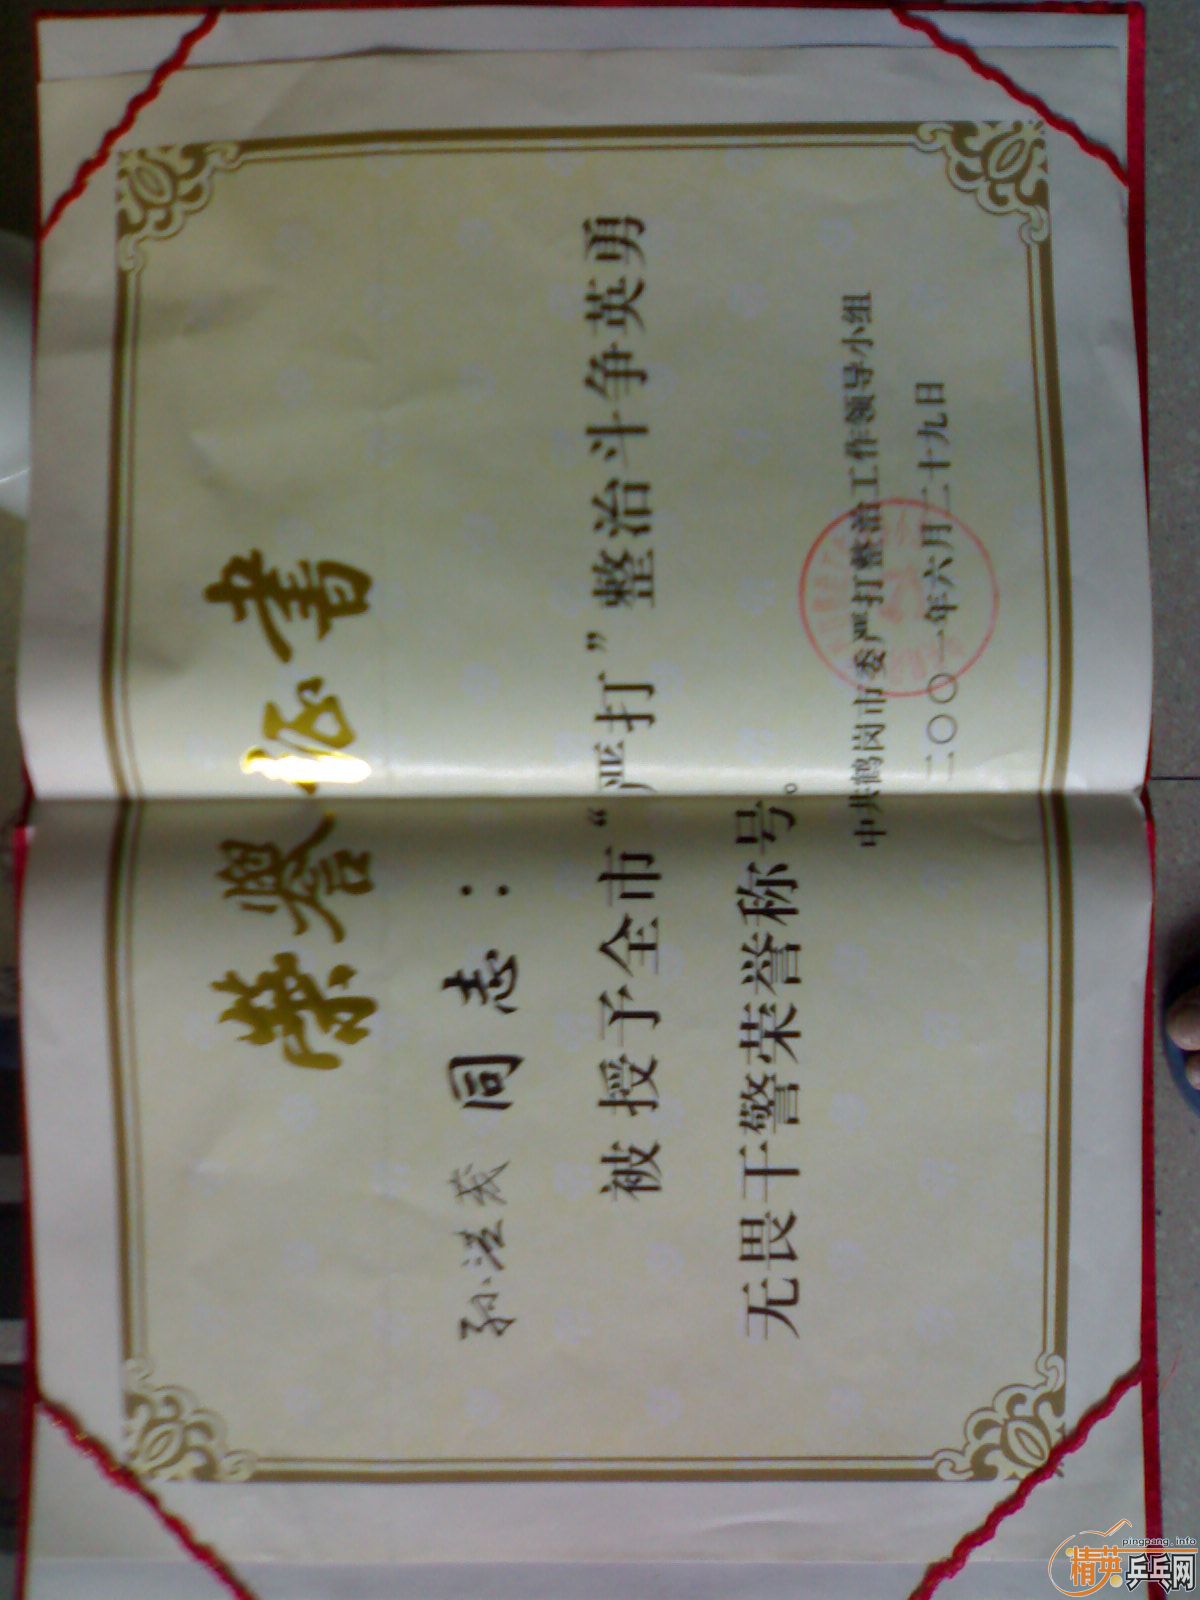 荣誉证书
孙洪茂同志：
被授予全市“严打”整治斗争英勇
无畏干警荣誉称号。
中共鹤岗市委严打整治工作领导小组
二〇〇一年六月二十九日
pingpang.info
精英乒乓网